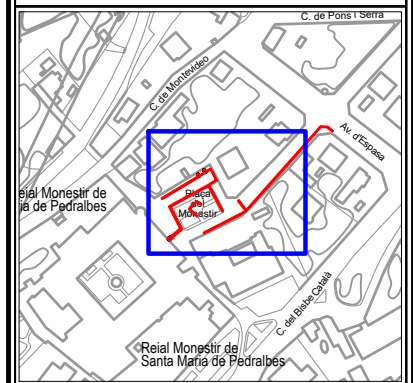 C. de Pons i Serra
C. de Montevideo
Av. d'Espasa
eial Monestir de
ia de Pedralbes
Plaça
del
Monestir
C. del Bisbe Català
Reial Monestir de
Santa Maria de Pedralbes